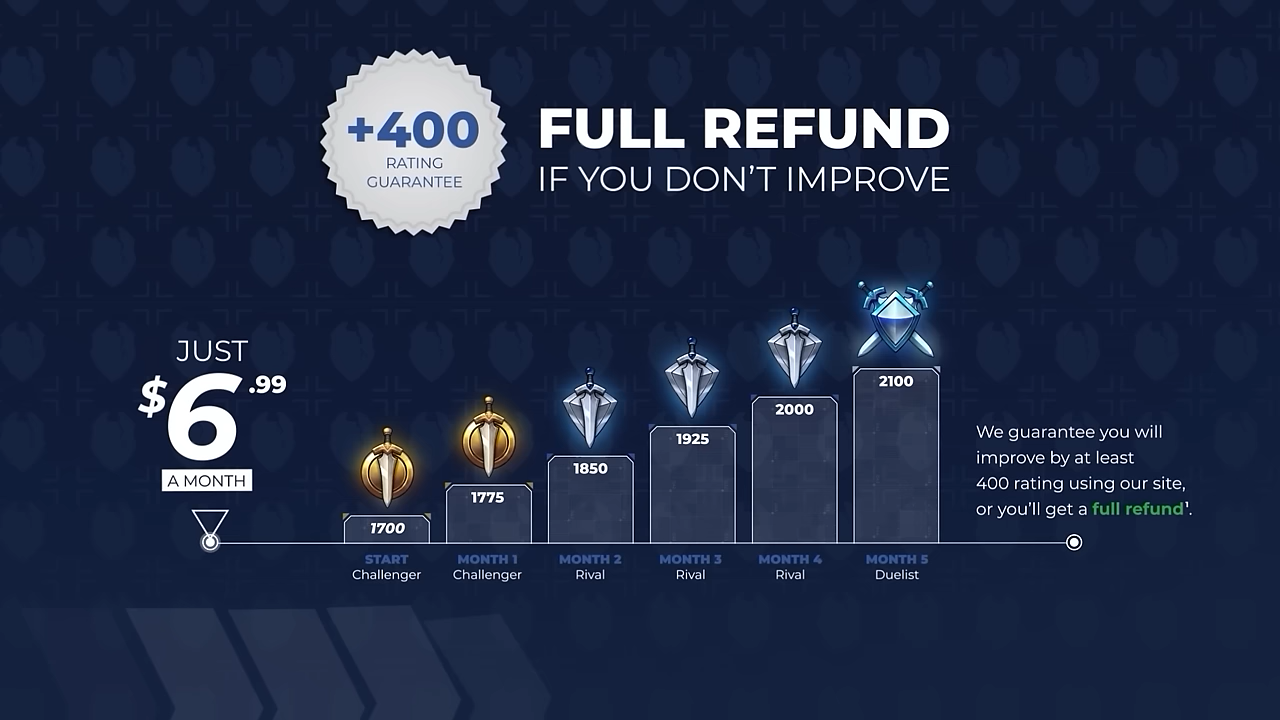 +400
RATING
GUARANTEE
FULL REFUND
IF YOU DON'T IMPROVE
JUST
$6.99
A MONTH
1700
1775
1850
1925
2000
2100
START
Challenger
MONTH 1
Challenger
MONTH 2
Rival
MONTH 3
Rival
MONTH 4
Rival
MONTH 5
Duelist
We guarantee you will
improve by at least
400 rating using our site,
or you'll get a full refund¹.